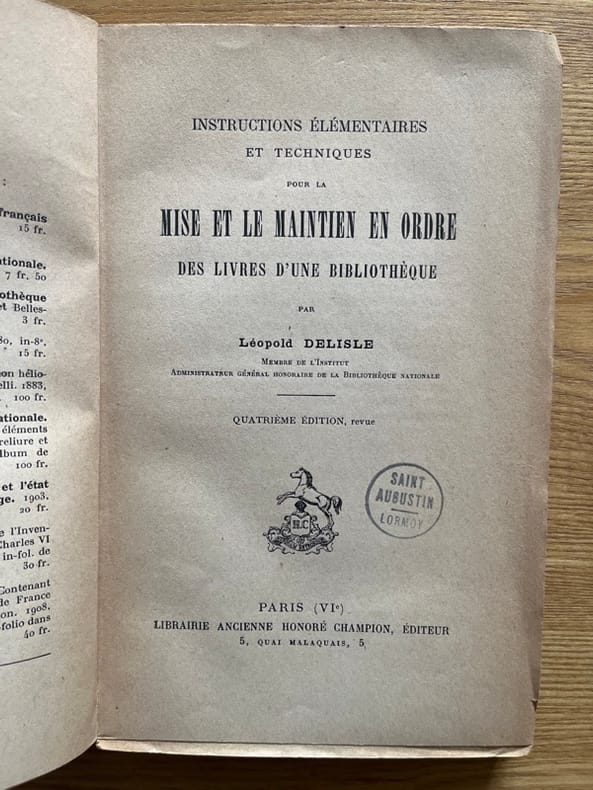 :
français
15 fr.
ationale.
7 fr. 50
othèque
et Belles-
3 fr.
80, in-8°,
15 fr.
on hélio-
elli. 1883,
100 fr.
ationale.
éléments
reliure et
lbum de
100 fr.
et l'état
ge. 1903.
20 fr.
e l'Inven-
Charles VI
in-fol. de
30 fr.
Contenant
de France
on. 1908.
-folio dans
40 fr.
INSTRUCTIONS ÉLÉMENTAIRES
ET TECHNIQUES
POUR LA
MISE ET LE MAINTIEN EN ORDRE
DES LIVRES D'UNE BIBLIOTHÈQUE
PAR
Léopold DELISLE
MEMBRE DE L'INSTITUT
ADMINISTRATEUR GÉNÉRAL HONORAIRE DE LA BIBLIOTHÈQUE NATIONALE
QUATRIÈME ÉDITION, revue
H.C
SAINT
AUGUSTIN
LORMOY
PARIS (VIe)
LIBRAIRIE ANCIENNE HONORÉ CHAMPION, ÉDITEUR
5, QUAI MALAQUAIS, 5